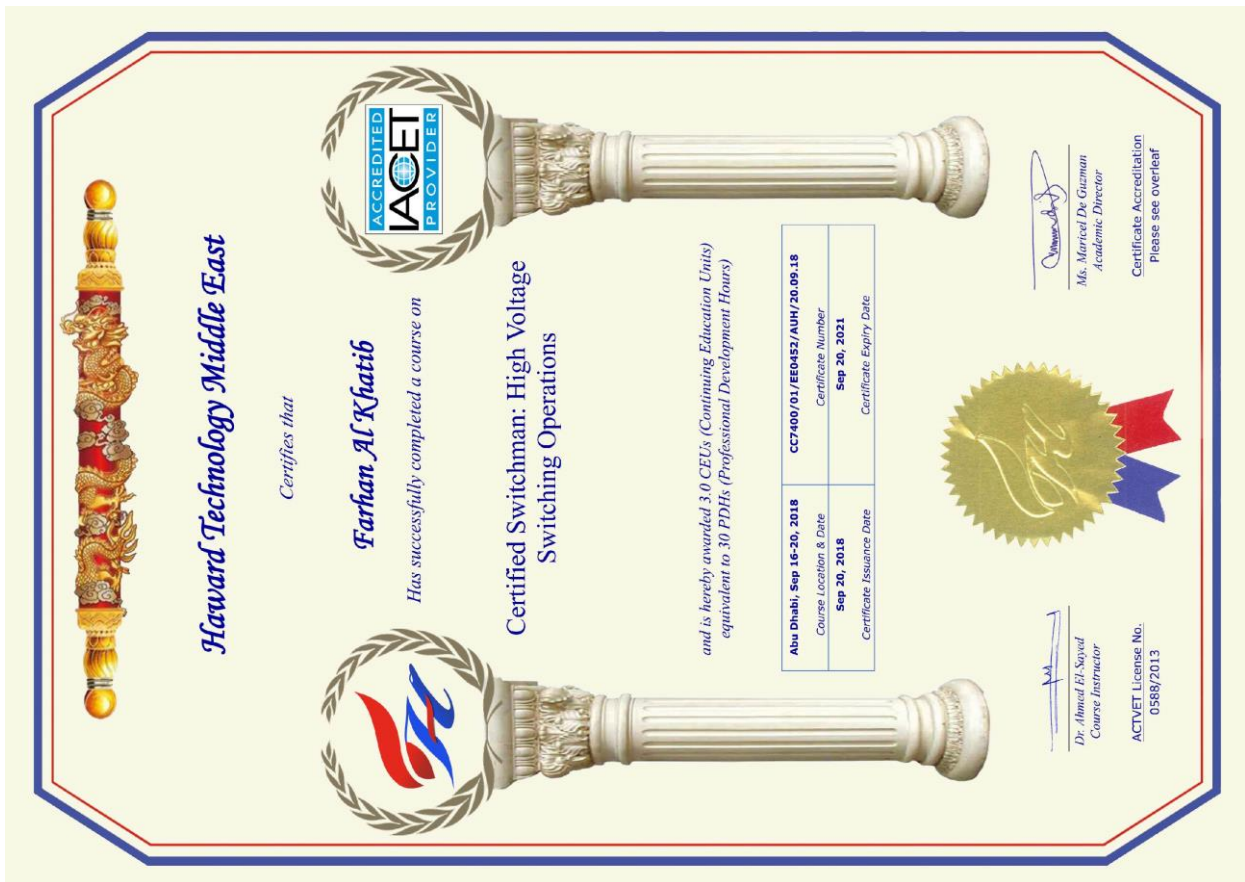 Haward Technology Middle East
Certifies that
ACCREDITED
IACET
PROVIDER
Farhan Al Khatib
Has successfully completed a course on
Certified Switchman: High Voltage
Switching Operations
and is hereby awarded 3.0 CEUs (Continuing Education Units)
equivalent to 30 PDHs (Professional Development Hours)
Abu Dhabi, Sep 16-20, 2018 CC7400/01/EE0452/AUH/20.09.18
Course Location & Date Certificate Number
Sep 20, 2018 Sep 20, 2021
Certificate Issuance Date Certificate Expiry Date
Dr. Ahmed El-Sayed
Course Instructor
ACTVET License No.
0588/2013
Ms. Maricel De Guzman
Academic Director
Certificate Accreditation
Please see overleaf